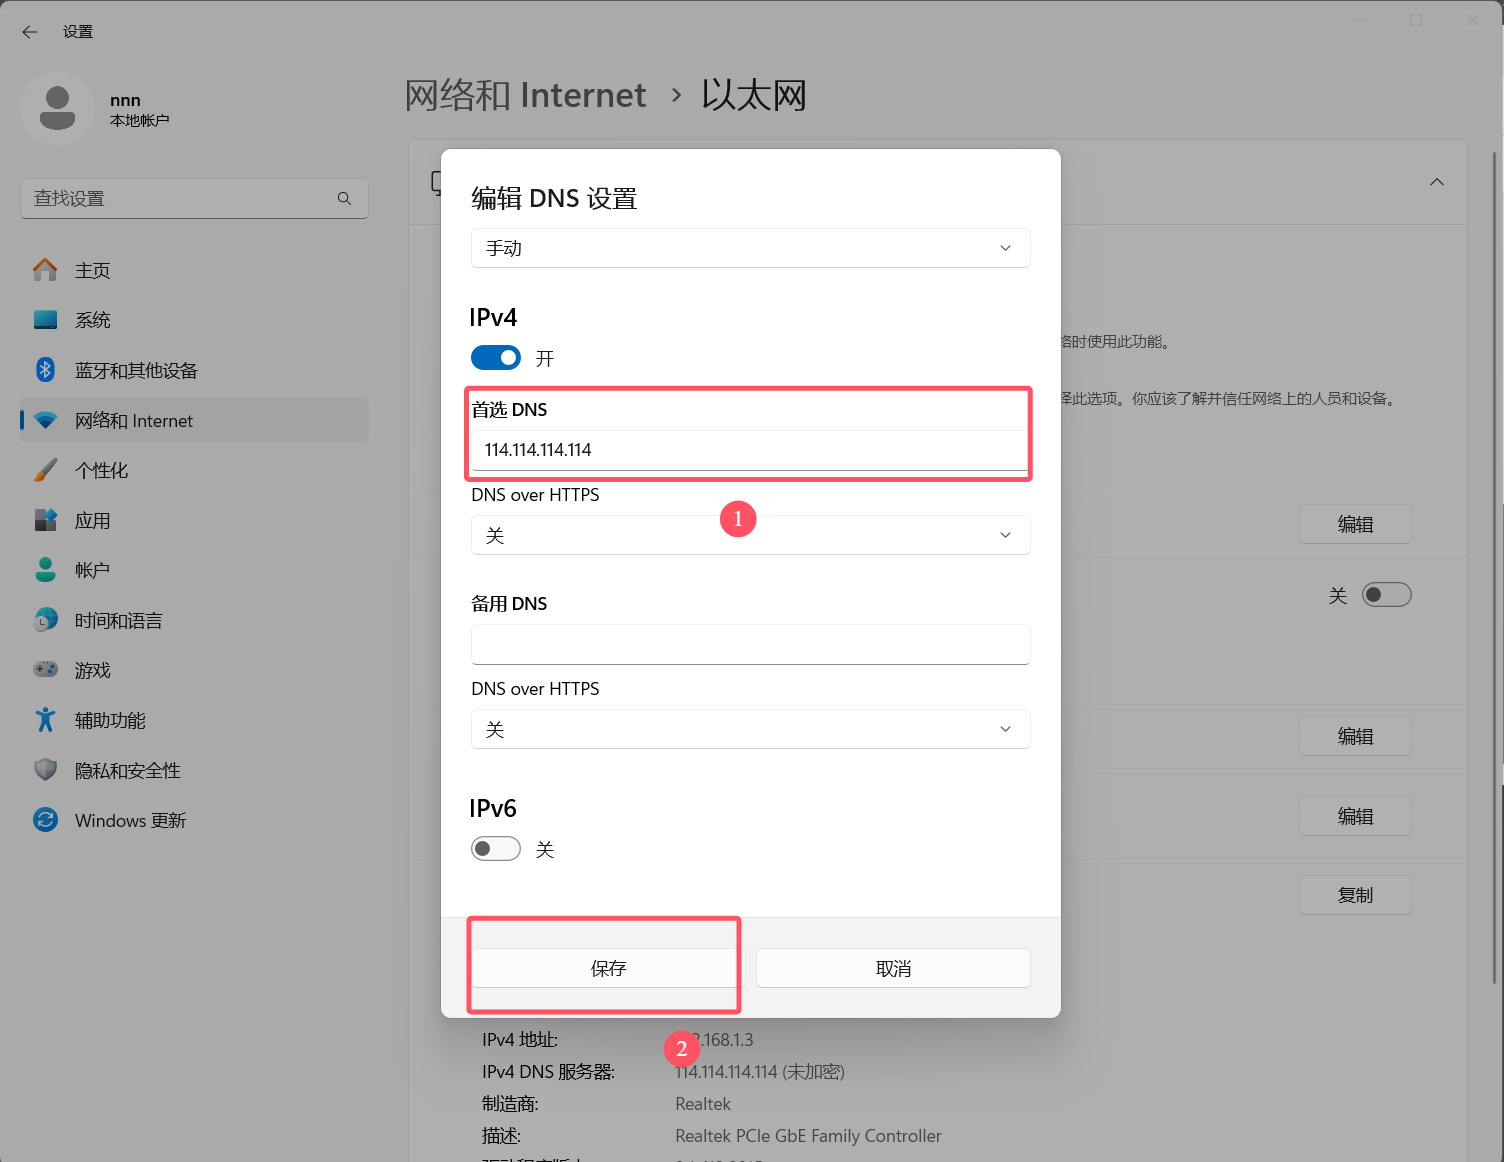 设置
nnn
本地帐户
查找设置
主页
系统
蓝牙和其他设备
网络和 Internet
个性化
应用
帐户
时间和语言
游戏
辅助功能
隐私和安全性
Windows 更新
网络和 Internet › 以太网
时使用此功能。
此选项。你应该了解并信任网络上的人员和设备。
编辑
关
编辑
编辑
复制
编辑 DNS 设置
手动
IPv4
开
首选 DNS
114.114.114.114
DNS over HTTPS
1
关
备用 DNS
DNS over HTTPS
关
IPv6
关
保存
取消
2
IPv4 地址: .168.1.3
IPv4 DNS 服务器: 114.114.114.114 (未加密)
制造商: Realtek
描述: Realtek PCIe GbE Family Controller